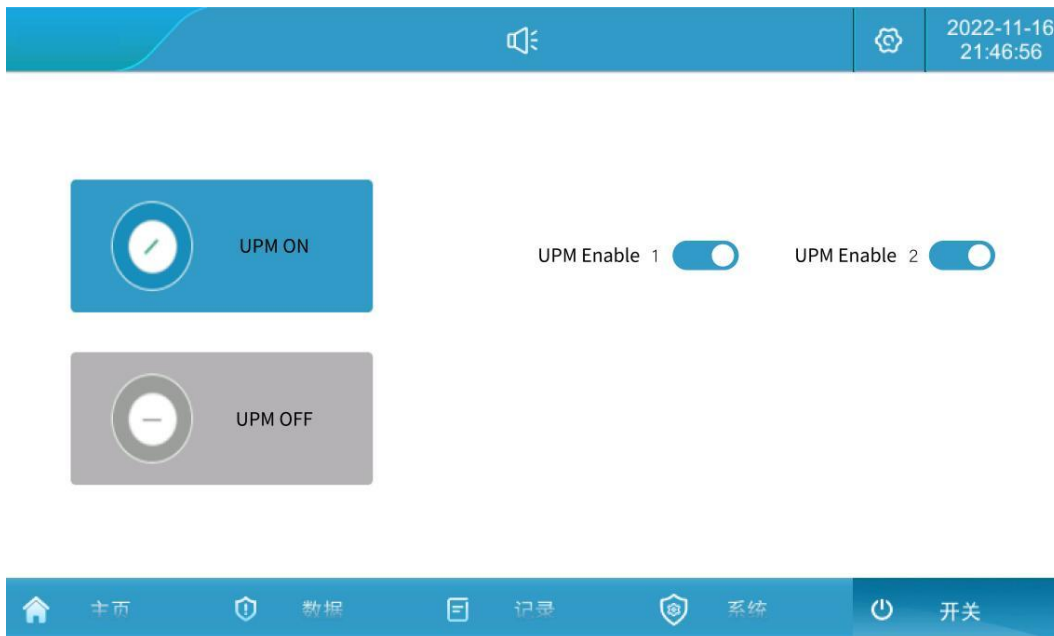 2022-11-16
21:46:56
UPM ON
UPM Enable 1
UPM Enable 2
UPM OFF
主页
数据
记录
系统
开关